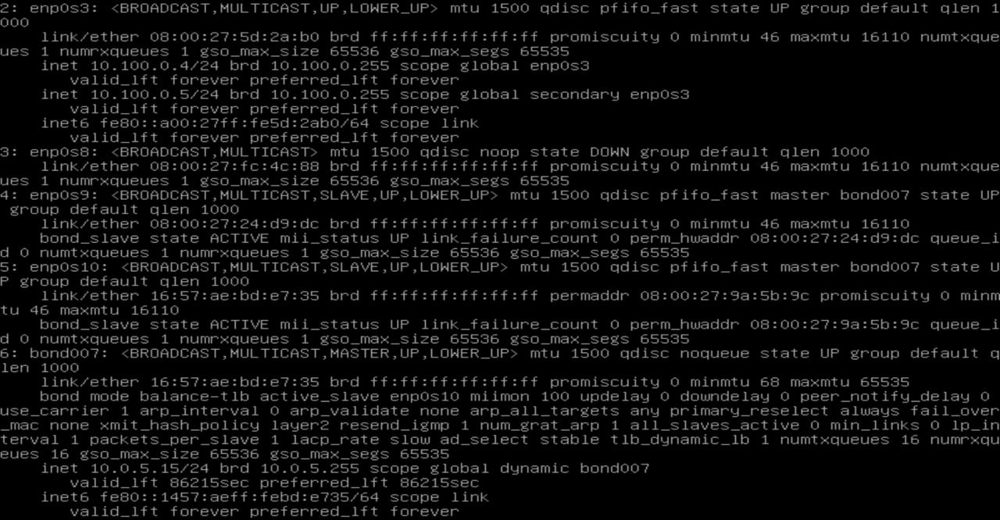 2: enp0s3: <BROADCAST,MULTICAST,UP,LOWER_UP> mtu 1500 qdisc pfifo_fast state UP group default qlen 1
000
    link/ether 08:00:27:5d:2a:b0 brd ff:ff:ff:ff:ff:ff promiscuity 0 minmtu 46 maxmtu 16110 numtxque
ues 1 numrxqueues 1 gso_max_size 65536 gso_max_segs 65535
    inet 10.100.0.4/24 brd 10.100.0.255 scope global enp0s3
       valid_lft forever preferred_lft forever
    inet 10.100.0.5/24 brd 10.100.0.255 scope global secondary enp0s3
       valid_lft forever preferred_lft forever
    inet6 fe80::a00:27ff:fe5d:2ab0/64 scope link
       valid_lft forever preferred_lft forever
3: enp0s8: <BROADCAST,MULTICAST> mtu 1500 qdisc noop state DOWN group default qlen 1000
    link/ether 08:00:27:fc:4c:88 brd ff:ff:ff:ff:ff:ff promiscuity 0 minmtu 46 maxmtu 16110 numtxque
ues 1 numrxqueues 1 gso_max_size 65536 gso_max_segs 65535
4: enp0s9: <BROADCAST,MULTICAST,SLAVE,UP,LOWER_UP> mtu 1500 qdisc pfifo_fast master bond007 state UP
 group default qlen 1000
    link/ether 08:00:27:24:d9:dc brd ff:ff:ff:ff:ff:ff promiscuity 0 minmtu 46 maxmtu 16110
    bond_slave state ACTIVE mii_status UP link_failure_count 0 perm_hwaddr 08:00:27:24:d9:dc queue_i
d 0 numtxqueues 1 numrxqueues 1 gso_max_size 65536 gso_max_segs 65535
5: enp0s10: <BROADCAST,MULTICAST,SLAVE,UP,LOWER_UP> mtu 1500 qdisc pfifo_fast master bond007 state U
P group default qlen 1000
    link/ether 16:57:ae:bd:e7:35 brd ff:ff:ff:ff:ff:ff permaddr 08:00:27:9a:5b:9c promiscuity 0 minm
tu 46 maxmtu 16110
    bond_slave state ACTIVE mii_status UP link_failure_count 0 perm_hwaddr 08:00:27:9a:5b:9c queue_i
d 0 numtxqueues 1 numrxqueues 1 gso_max_size 65536 gso_max_segs 65535
6: bond007: <BROADCAST,MULTICAST,MASTER,UP,LOWER_UP> mtu 1500 qdisc noqueue state UP group default q
len 1000
    link/ether 16:57:ae:bd:e7:35 brd ff:ff:ff:ff:ff:ff promiscuity 0 minmtu 68 maxmtu 65535
    bond mode balance-tlb active_slave enp0s10 miimon 100 updelay 0 downdelay 0 peer_notify_delay 0
use_carrier 1 arp_interval 0 arp_validate none arp_all_targets any primary_reselect always fail_over
_mac none xmit_hash_policy layer2 resend_igmp 1 num_grat_arp 1 all_slaves_active 0 min_links 0 lp_in
terval 1 packets_per_slave 1 lacp_rate slow ad_select stable tlb_dynamic_lb 1 numtxqueues 16 numrxqu
eues 16 gso_max_size 65536 gso_max_segs 65535
    inet 10.0.5.15/24 brd 10.0.5.255 scope global dynamic bond007
       valid_lft 86215sec preferred_lft 86215sec
    inet6 fe80::1457:aeff:febd:e735/64 scope link
       valid_lft forever preferred_lft forever